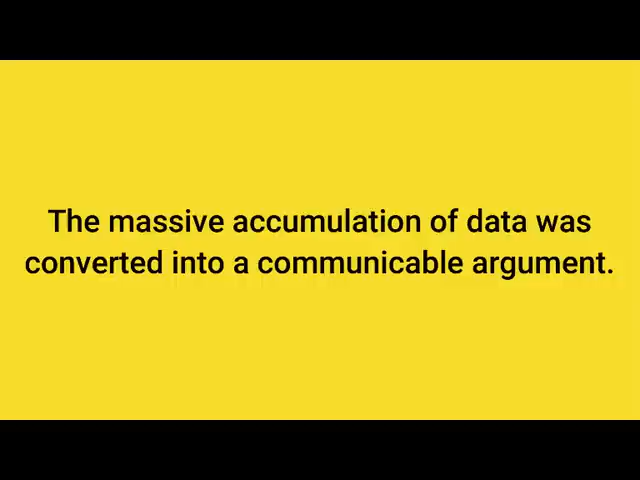 The massive accumulation of data was
converted into a communicable argument.